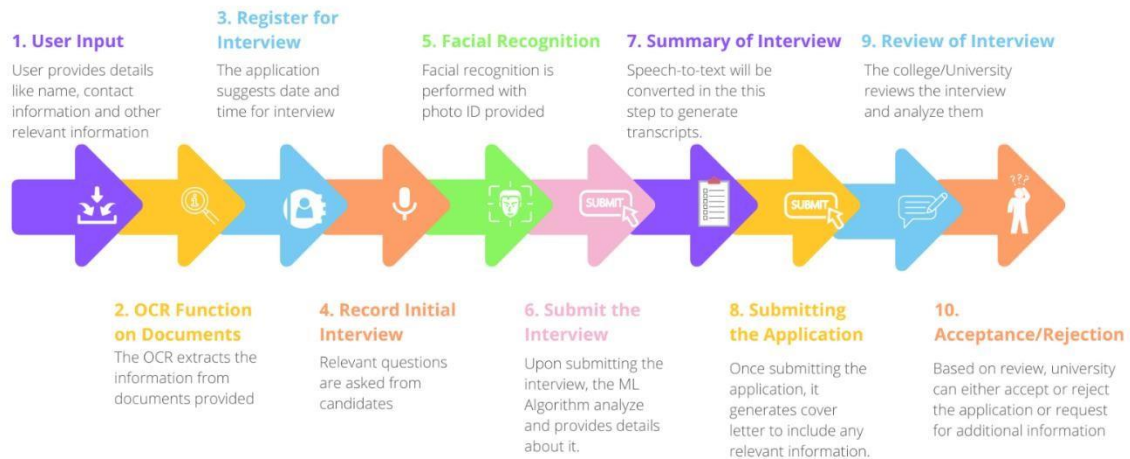 1. User Input
User provides details
like name, contact
information and other
relevant information
2. OCR Function
on Documents
The OCR extracts the
information from
documents provided
3. Register for
Interview
The application
suggests date and
time for interview
4. Record Initial
Interview
Relevant questions
are asked from
candidates
5. Facial Recognition
Facial recognition is
performed with
photo ID provided
6. Submit the
Interview
Upon submitting the
interview, the ML
Algorithm analyze
and provides details
about it.
SUBMIT
7. Summary of Interview
Speech-to-text will be
converted in the this
step to generate
transcripts.
8. Submitting
the Application
Once submitting the
application, it
generates cover
letter to include any
relevant information.
SUBMIT
9. Review of Interview
The college/University
reviews the interview
and analyze them
10.
Acceptance/Rejection
Based on review, university
can either accept or reject
the application or request
for additional information
???